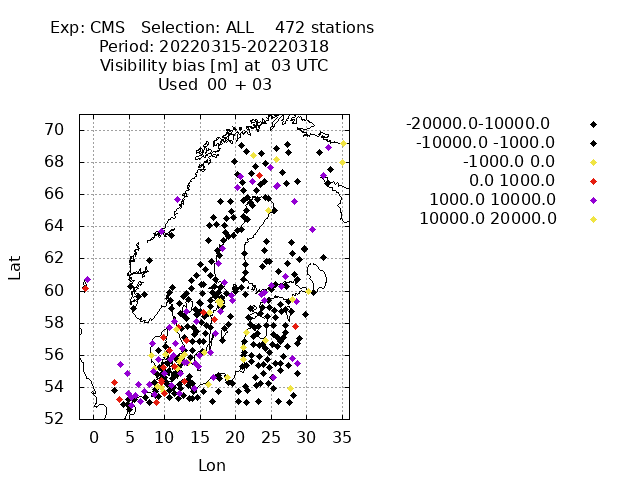 Exp: CMS Selection: ALL 472 stations
Period: 20220315-20220318
Visibility bias [m] at 03 UTC
Used 00 + 03
-20000.0-10000.0
-10000.0 -1000.0
-1000.0 0.0
0.0 1000.0
1000.0 10000.0
10000.0 20000.0
70
68
66
64
62
60
58
56
54
52
Lat
0 5 10 15 20 25 30 35
Lon